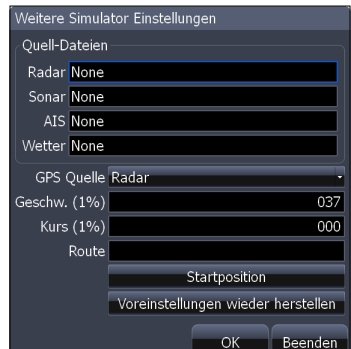 Weitere Simulator Einstellungen
Quell-Dateien
Radar None
Sonar None
AIS None
Wetter None
GPS Quelle Radar
Geschw. (1%) 037
Kurs (1%) 000
Route
Startposition
Voreinstellungen wieder herstellen
OK Beenden